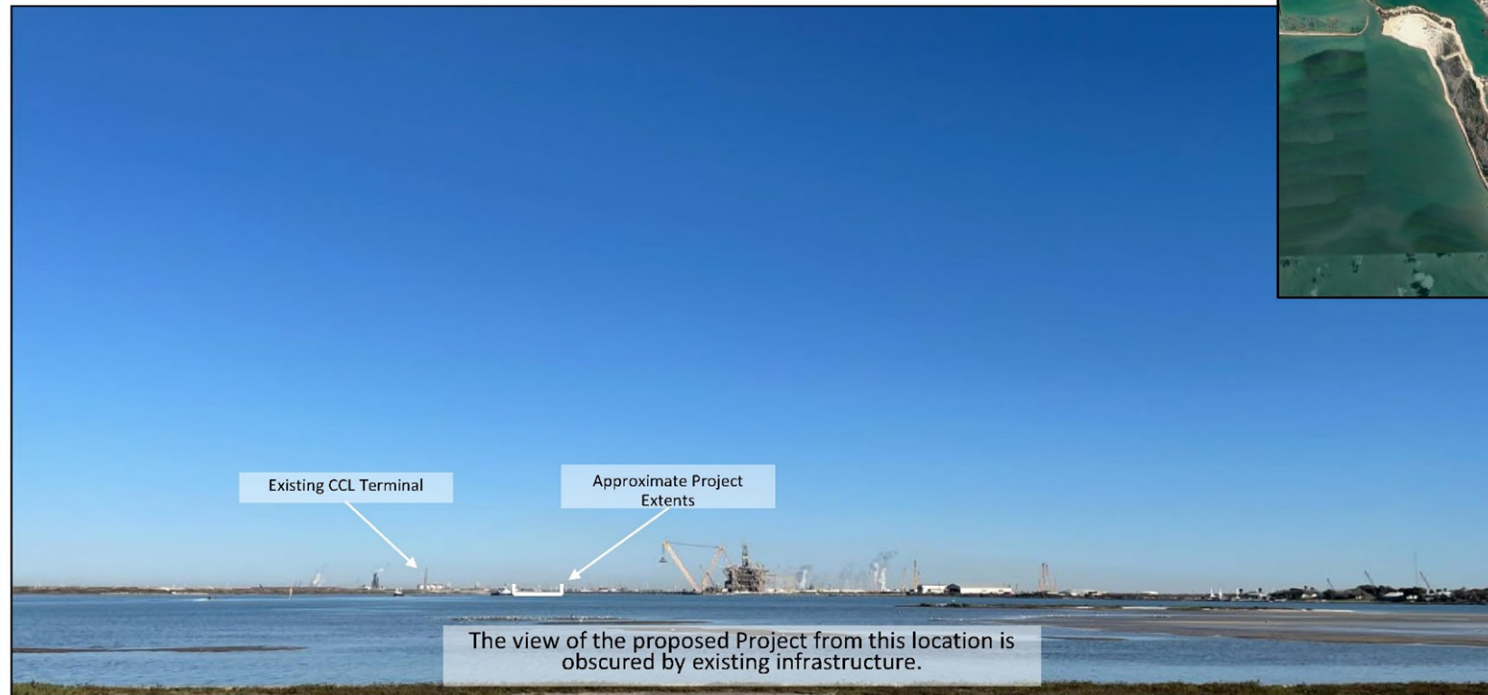 Existing CCL Terminal
Approximate Project
Extents
The view of the proposed Project from this location is
obscured by existing infrastructure.